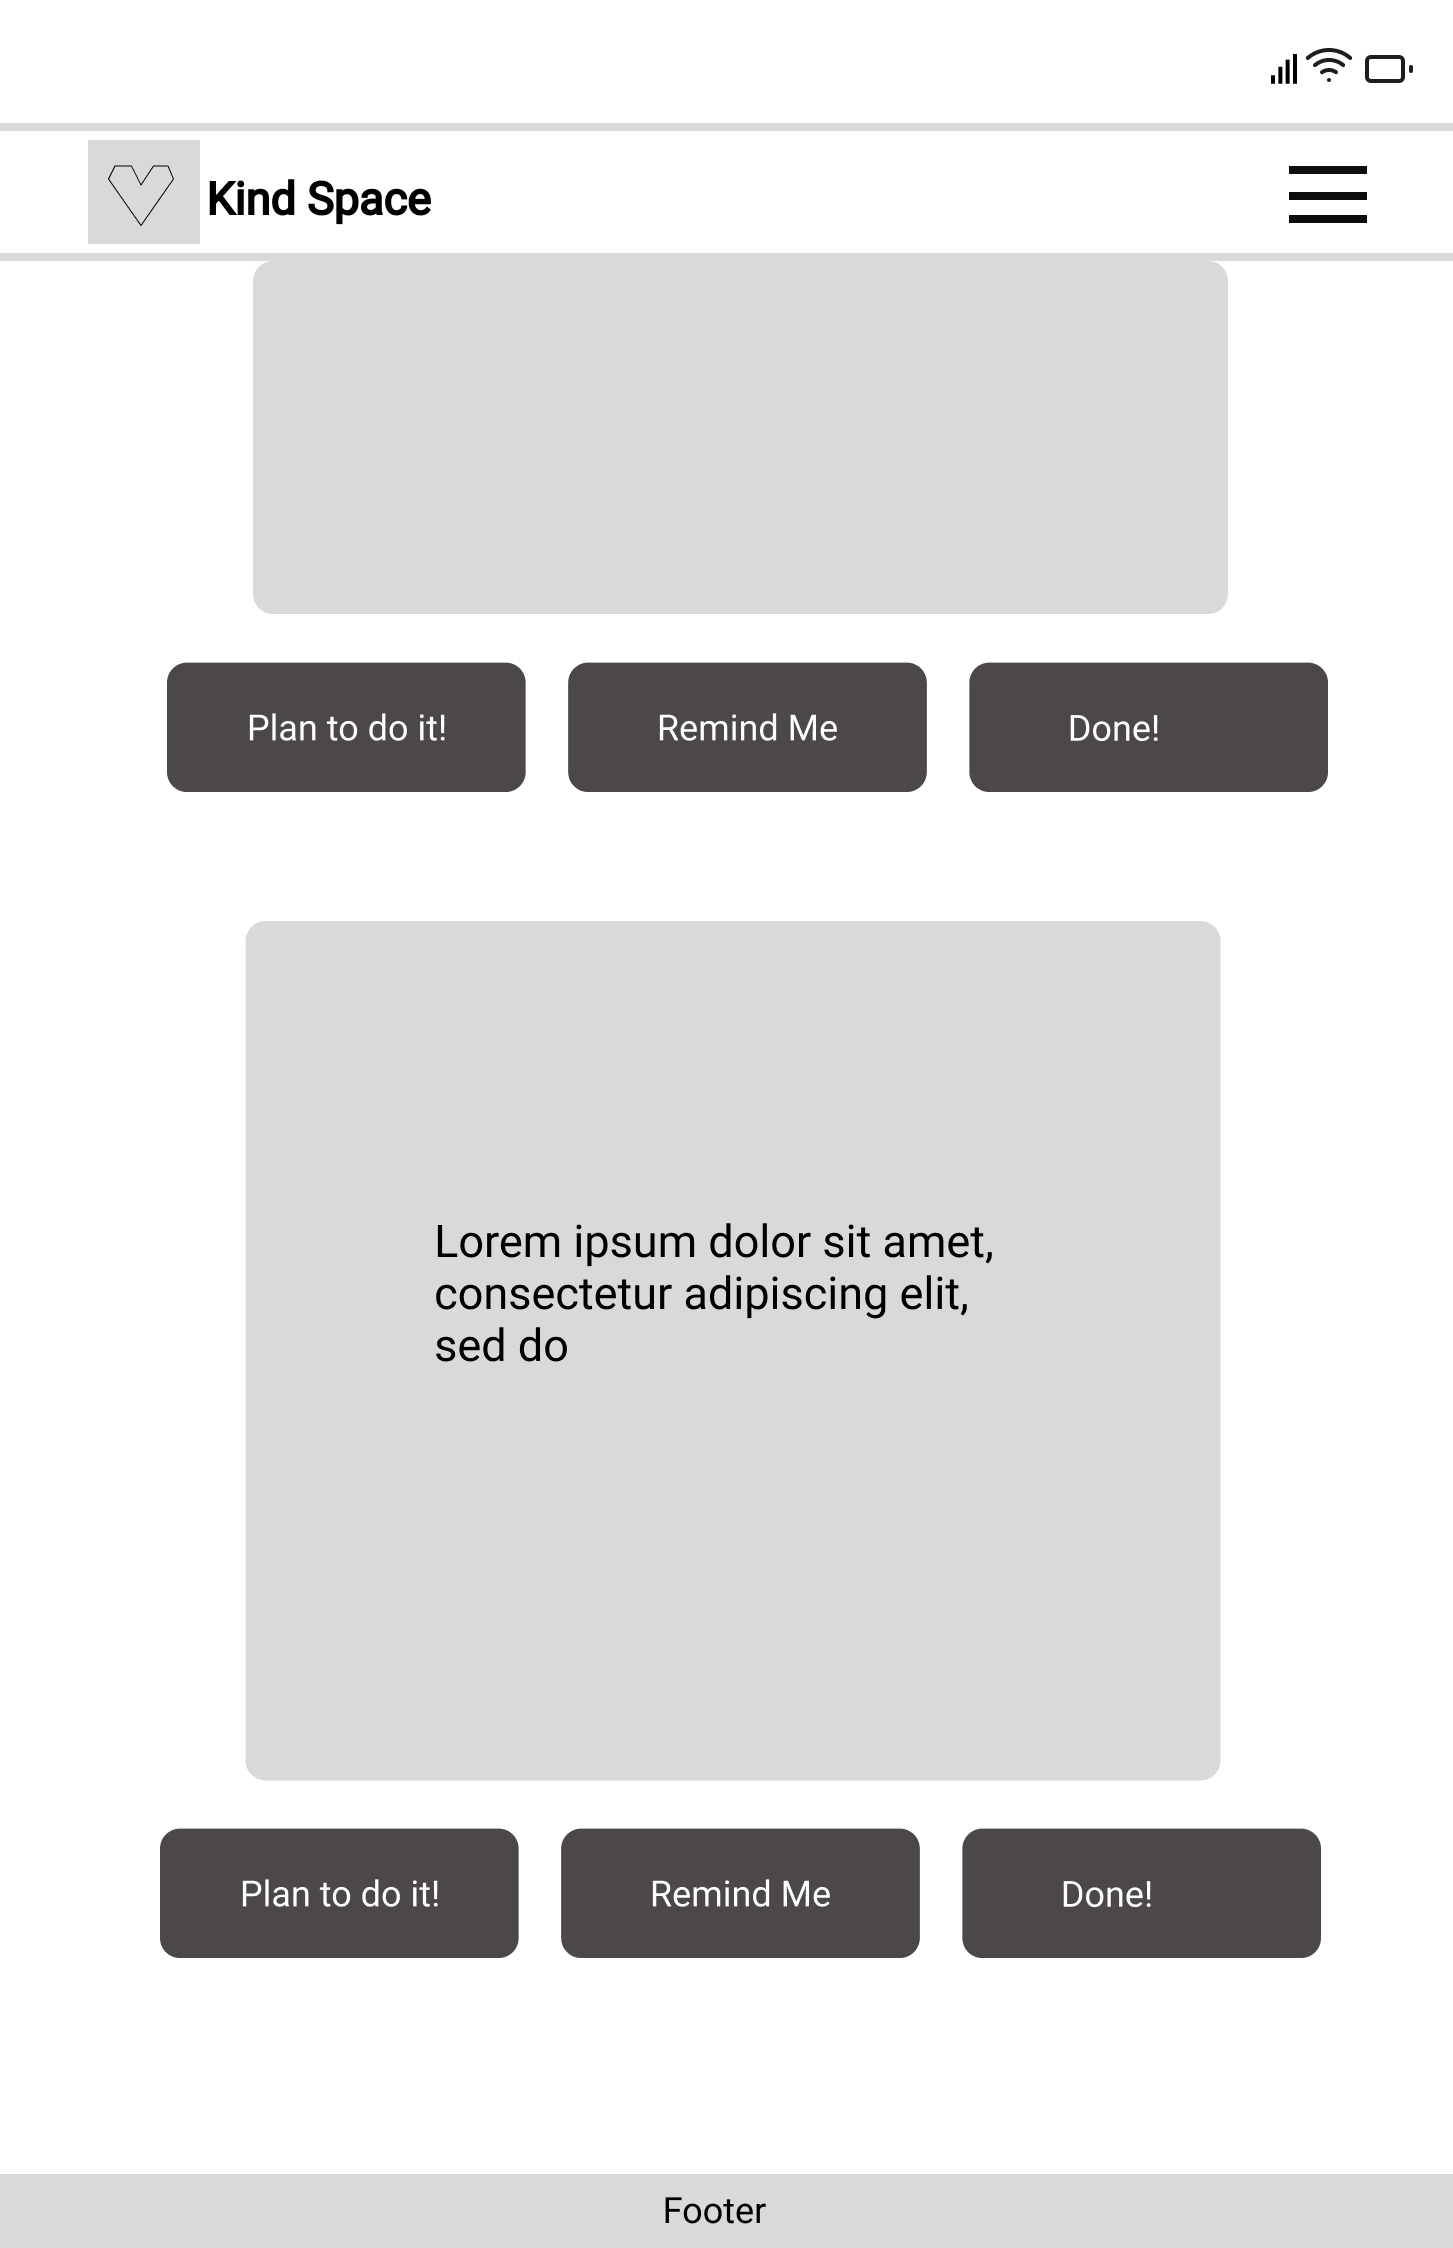 Kind Space
Plan to do it!
Remind Me
Done!
Lorem ipsum dolor sit amet,
consectetur adipiscing elit,
sed do
Plan to do it!
Remind Me
Done!
Footer